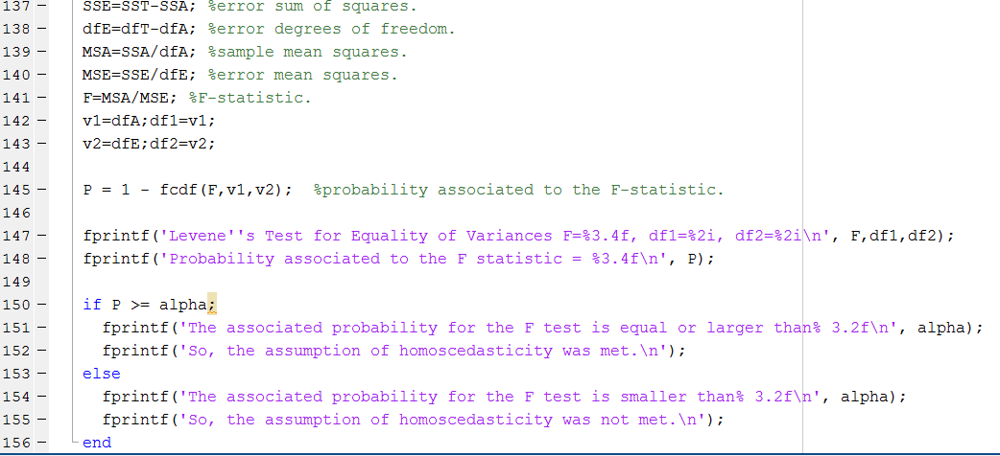 137 – SSE=SST-SSA; %error sum of squares.
138 – dfE=dfT-dfA; %error degrees of freedom.
139 – MSA=SSA/dfA; %sample mean squares.
140 – MSE=SSE/dfE; %error mean squares.
141 – F=MSA/MSE; %F-statistic.
142 – v1=dfA;df1=v1;
143 – v2=dfE;df2=v2;
144
145 – P = 1 - fcdf(F,v1,v2);  %probability associated to the F-statistic.
146
147 – fprintf('Levene''s Test for Equality of Variances F=%3.4f, df1=%2i, df2=%2i\n', F,df1,df2);
148 – fprintf('Probability associated to the F statistic = %3.4f\n', P);
149
150 – if P >= alpha;
151 – fprintf('The associated probability for the F test is equal or larger than% 3.2f\n', alpha);
152 – fprintf('So, the assumption of homoscedasticity was met.\n');
153 – else
154 – fprintf('The associated probability for the F test is smaller than% 3.2f\n', alpha);
155 – fprintf('So, the assumption of homoscedasticity was not met.\n');
156 – end